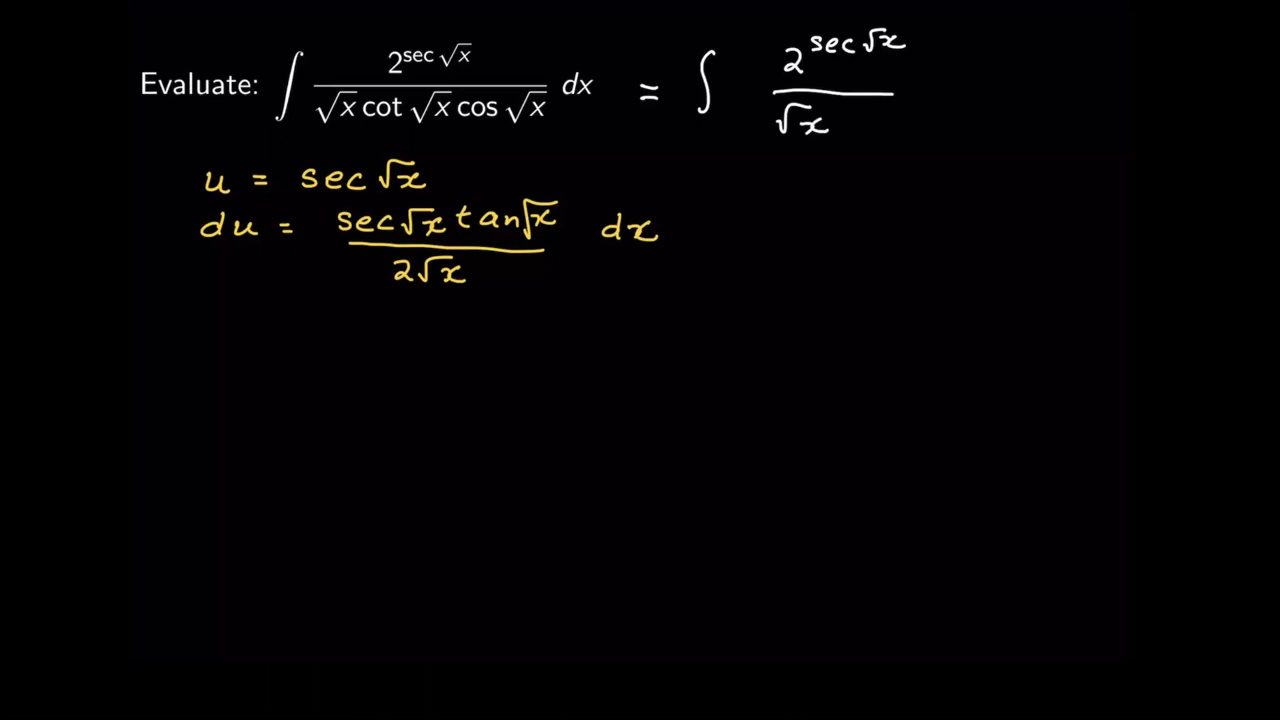 Evaluate: ∫ 2^{sec √x} / (√x cot √x cos √x) dx = ∫ 2^{sec √x} / √x
u = sec √x
du = (sec √x tan √x) / (2√x) dx